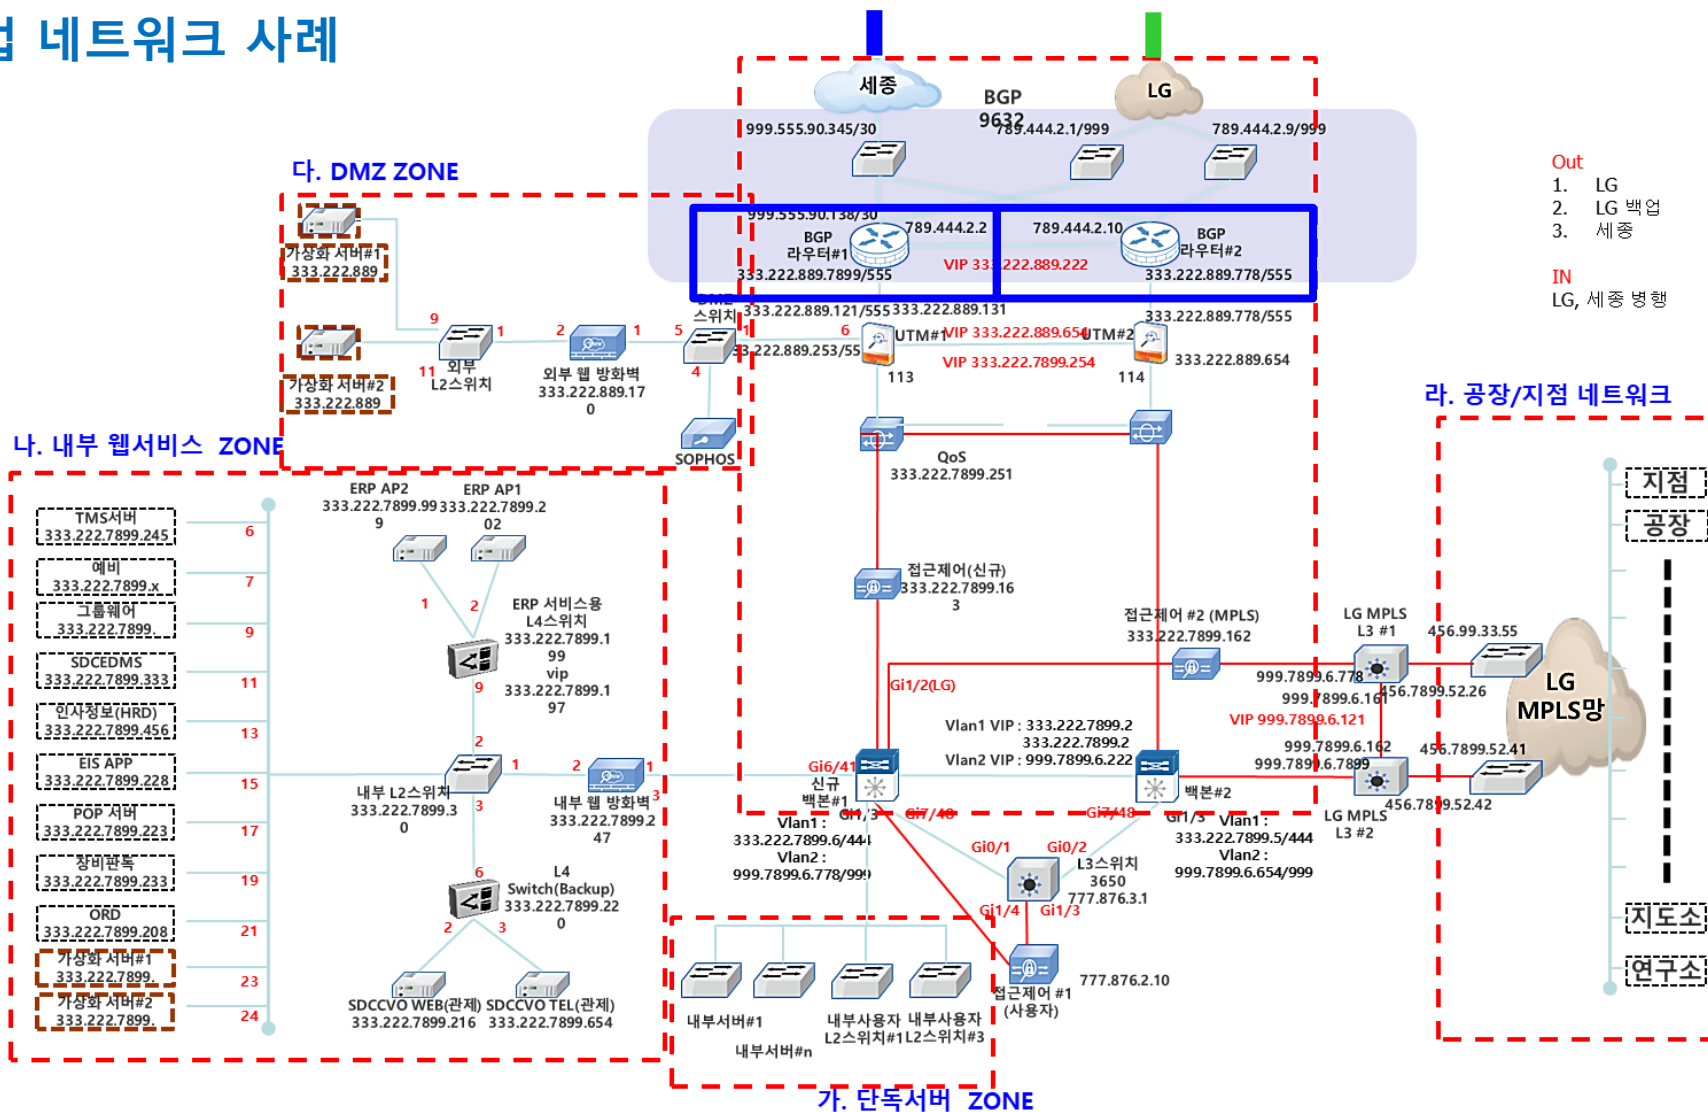 네트워크 사례
세종
LG
BGP
9632
999.555.90.345/30
789.444.2.1/999
789.444.2.9/999
Out
1. LG
2. LG 백업
3. 세종
IN
LG, 세종 병행
다. DMZ ZONE
가상화 서버#1
333.222.889
가상화 서버#2
333.222.889
9
11
외부
L2스위치
1
2
외부 웹 방화벽
333.222.889.17
0
1
5
DMZ
스위치
1
4
SOPHOS
999.555.90.138/30
789.444.2.2
BGP
라우터#1
333.222.889.7899/555
VIP 333.222.889.222
789.444.2.10
BGP
라우터#2
333.222.889.778/555
333.222.889.121/555
333.222.889.131
333.222.889.778/555
6
UTM#1
VIP 333.222.889.654
UTM#2
33.222.889.253/55
VIP 333.222.7899.254
333.222.889.654
113
114
QoS
333.222.7899.251
접근제어(신규)
333.222.7899.16
3
접근제어 #2 (MPLS)
333.222.7899.162
Gi1/2(LG)
Vlan1 VIP : 333.222.7899.2
333.222.7899.2
Vlan2 VIP : 999.7899.6.222
Gi6/41
신규
백본#1
Gi1/3
Gi7/48
Vlan1 :
333.222.7899.6/444
Vlan2 :
999.7899.6.778/999
백본#2
Gi7/48
Gi1/3
Vlan1 :
333.222.7899.5/444
Vlan2 :
999.7899.6.654/999
Gi0/1
Gi0/2
L3스위치
3650
777.876.3.1
Gi1/4
Gi1/3
777.876.2.10
접근제어 #1
(사용자)
LG MPLS
L3 #1
999.7899.6.778
999.7899.6.161
VIP 999.7899.6.121
999.7899.6.162
999.7899.6.7899
LG MPLS
L3 #2
456.99.33.55
456.7899.52.26
456.7899.52.41
456.7899.52.42
LG
MPLS망
라. 공장/지점 네트워크
지점
공장
지도소
연구소
나. 내부 웹서비스 ZONE
TMS서버
333.222.7899.245
6
예비
333.222.7899.x
7
그룹웨어
333.222.7899.
9
SDCEDMS
333.222.7899.333
11
인사정보(HRD)
333.222.7899.456
13
EIS APP
333.222.7899.228
15
POP 서버
333.222.7899.223
17
장비판독
333.222.7899.233
19
ORD
333.222.7899.208
21
가상화 서버#1
333.222.7899.
23
가상화 서버#2
333.222.7899.
24
ERP AP2
333.222.7899.99
9
ERP AP1
333.222.7899.2
02
1
2
ERP 서비스용
L4스위치
333.222.7899.1
99
vip
333.222.7899.1
97
9
2
1
내부 L2스위치
333.222.7899.3
0
3
2
1
3
내부 웹 방화벽
333.222.7899.2
47
6
L4
Switch(Backup)
333.222.7899.22
0
2
3
SDCCVO WEB(관제)
333.222.7899.216
SDCCVO TEL(관제)
333.222.7899.654
내부서버#1
내부서버#n
내부사용자
L2스위치#1
내부사용자
L2스위치#3
가. 단독서버 ZONE